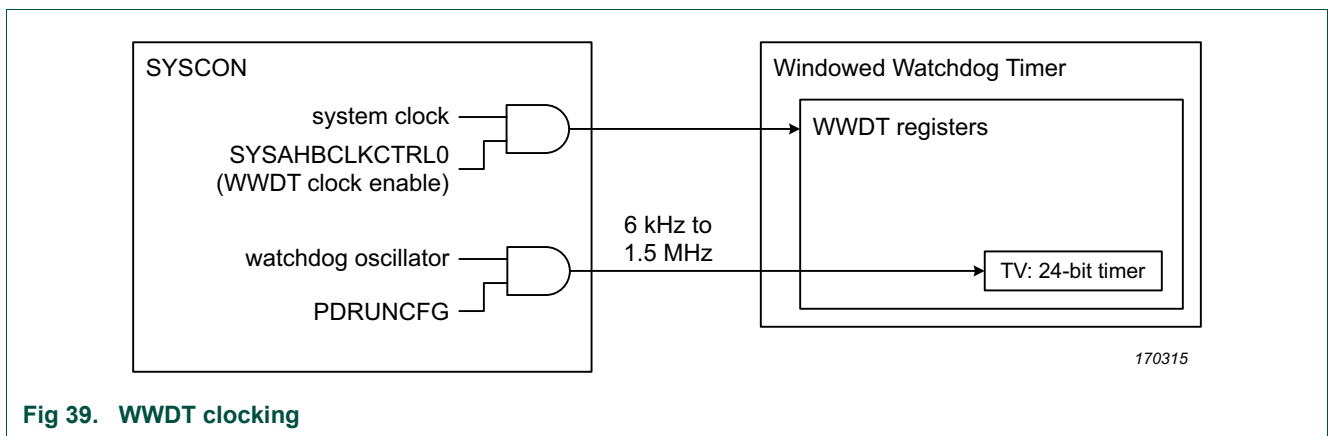 SYSCON
system clock
SYSAHBCLKCTRL0
(WWDT clock enable)
watchdog oscillator
PDRUNCFG
6 kHz to
1.5 MHz
Windowed Watchdog Timer
WWDT registers
TV: 24-bit timer
170315
Fig 39. WWDT clocking